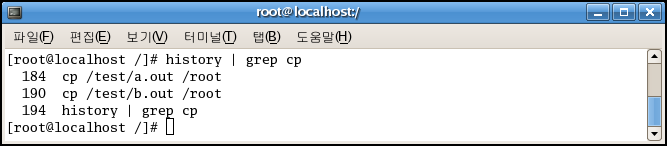 root@localhost:/
파일(F) 편집(E) 보기(V) 터미널(T) 탭(B) 도움말(H)
[root@localhost /]# history | grep cp
184 cp /test/a.out /root
190 cp /test/b.out /root
194 history | grep cp
[root@localhost /]#